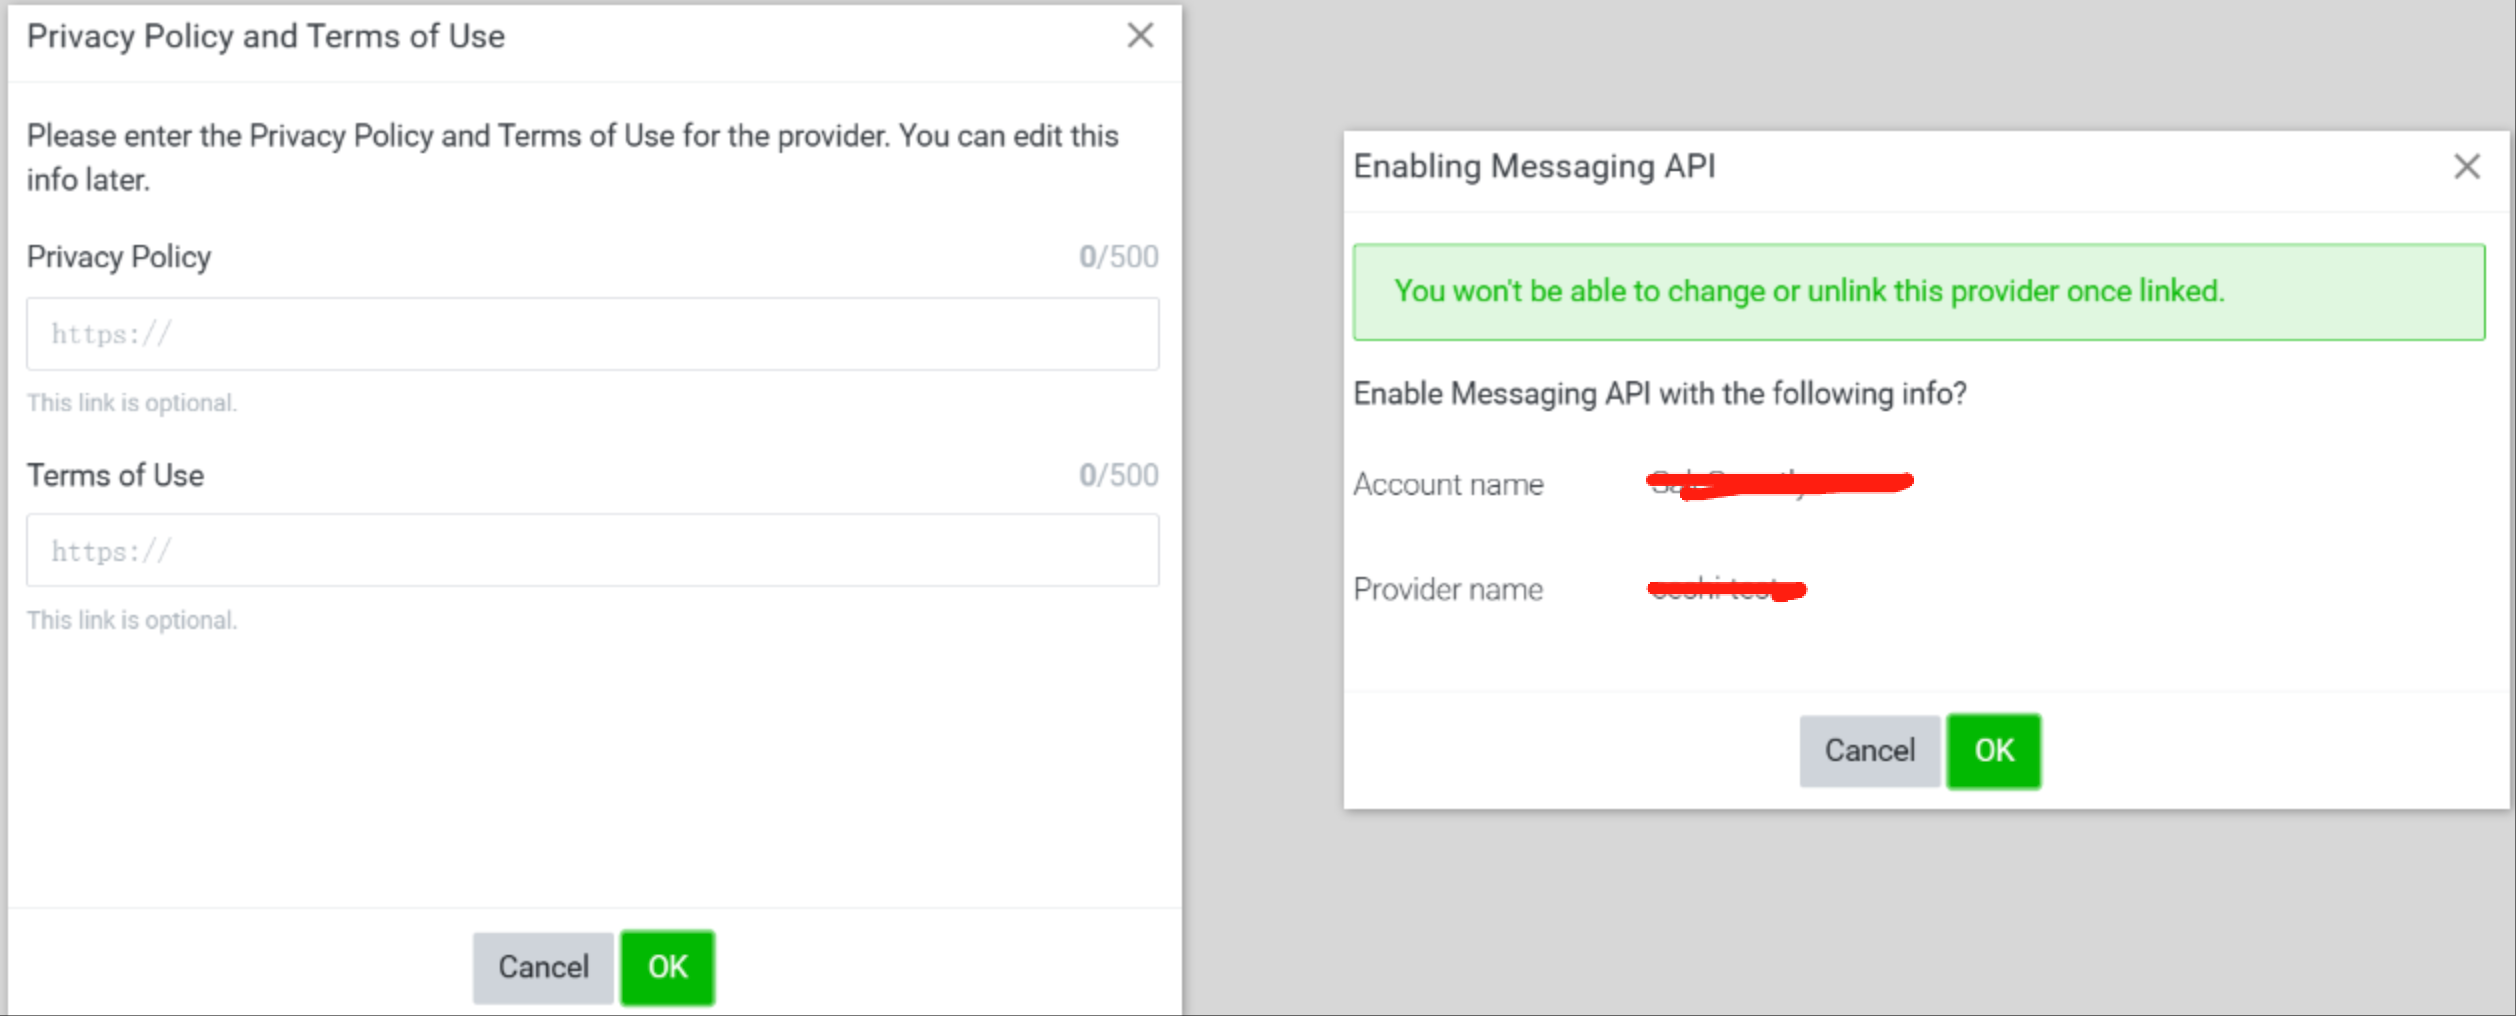 Privacy Policy and Terms of Use
Please enter the Privacy Policy and Terms of Use for the provider. You can edit this
info later.
Privacy Policy 0/500
https://
This link is optional.
Terms of Use 0/500
https://
This link is optional.
Cancel OK
Enabling Messaging API
You won't be able to change or unlink this provider once linked.
Enable Messaging API with the following info?
Account name
Provider name
Cancel OK